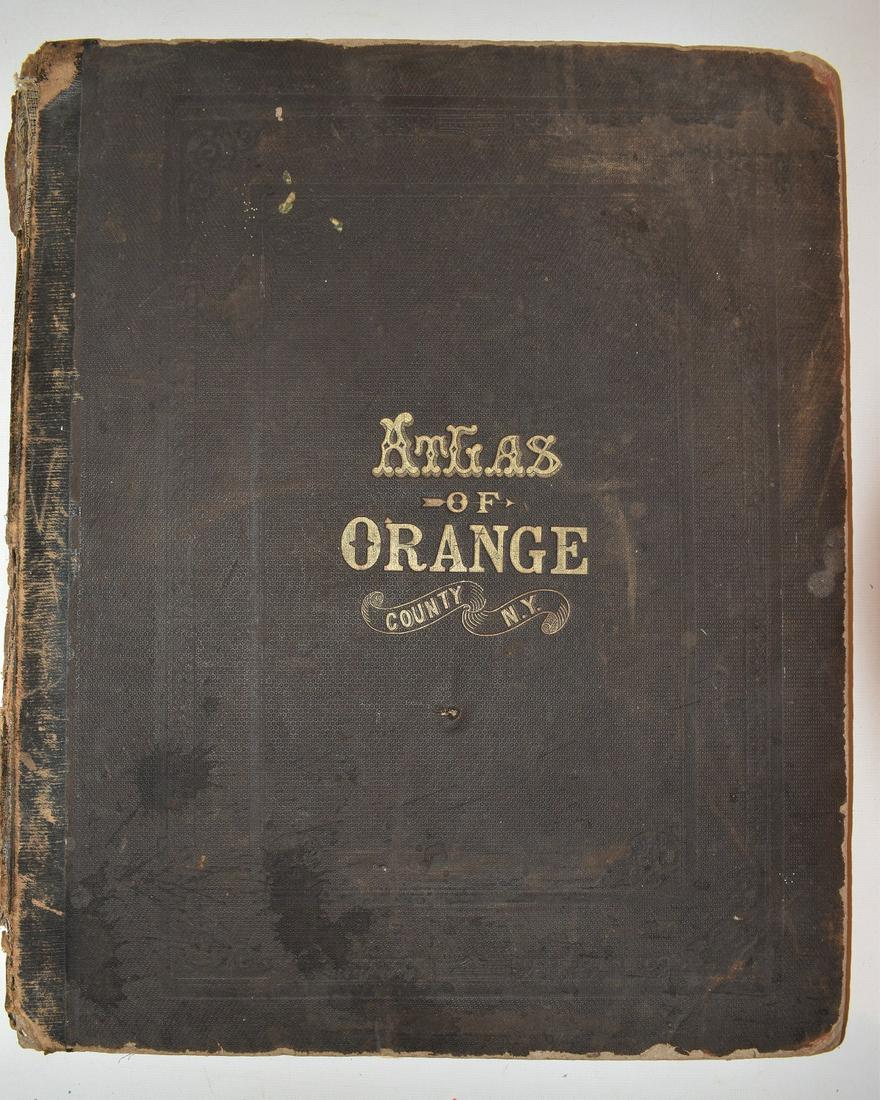 ATLAS
OF
ORANGE
COUNTY N.Y.